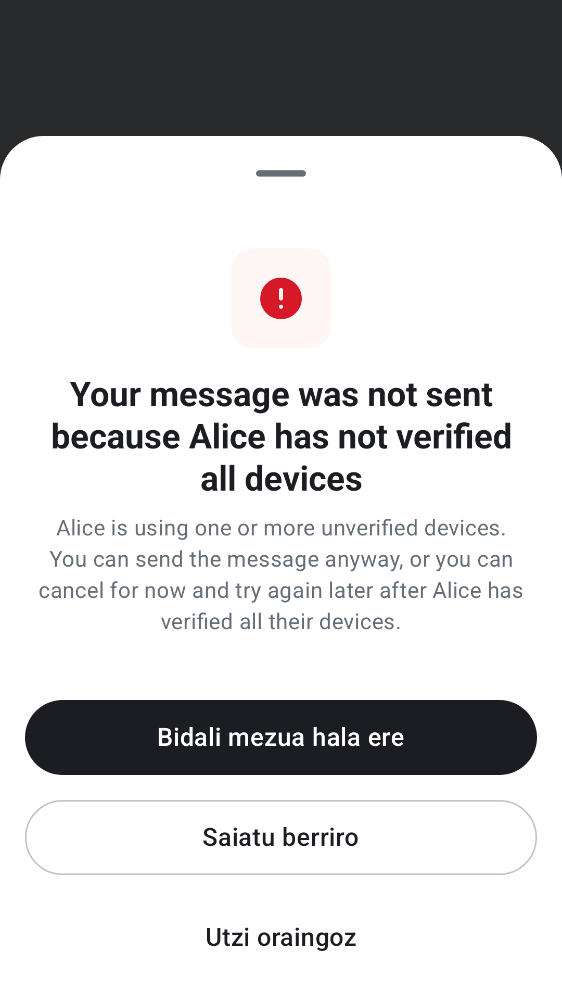 Your message was not sent
because Alice has not verified
all devices
Alice is using one or more unverified devices.
You can send the message anyway, or you can
cancel for now and try again later after Alice has
verified all their devices.
Bidali mezua hala ere
Saiatu berriro
Utzi oraingoz